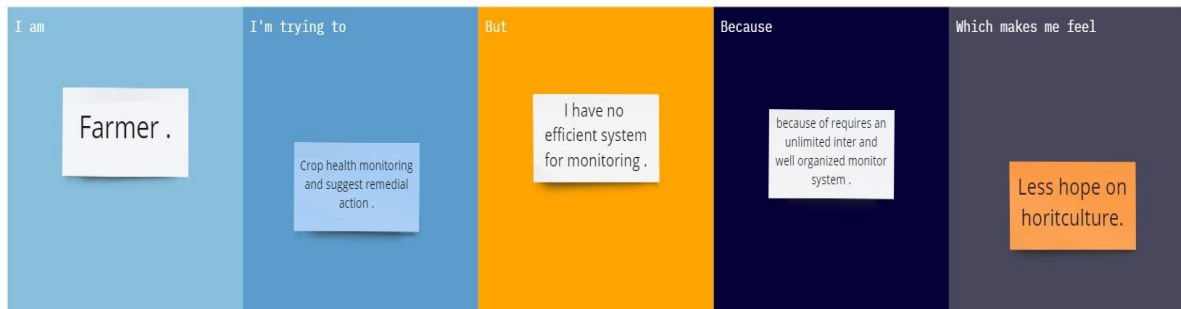 I am
Farmer .
I'm trying to
Crop health monitoring
and suggest remedial
action .
But
I have no
efficient system
for monitoring .
Because
because of requires an
unlimited inter and
well organized monitor
system .
Which makes me feel
Less hope on
horitculture.